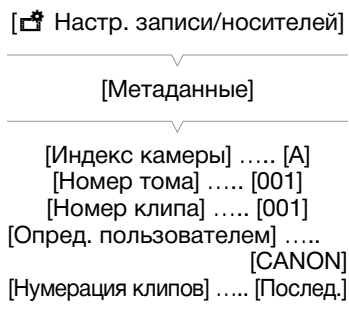 [ Настр. записи/носителей]
[Метаданные]
[Индекс камеры] ….. [A]
[Номер тома] ….. [001]
[Номер клипа] ….. [001]
[Опред. пользователем] …..
[CANON]
[Нумерация клипов] ….. [Послед.]